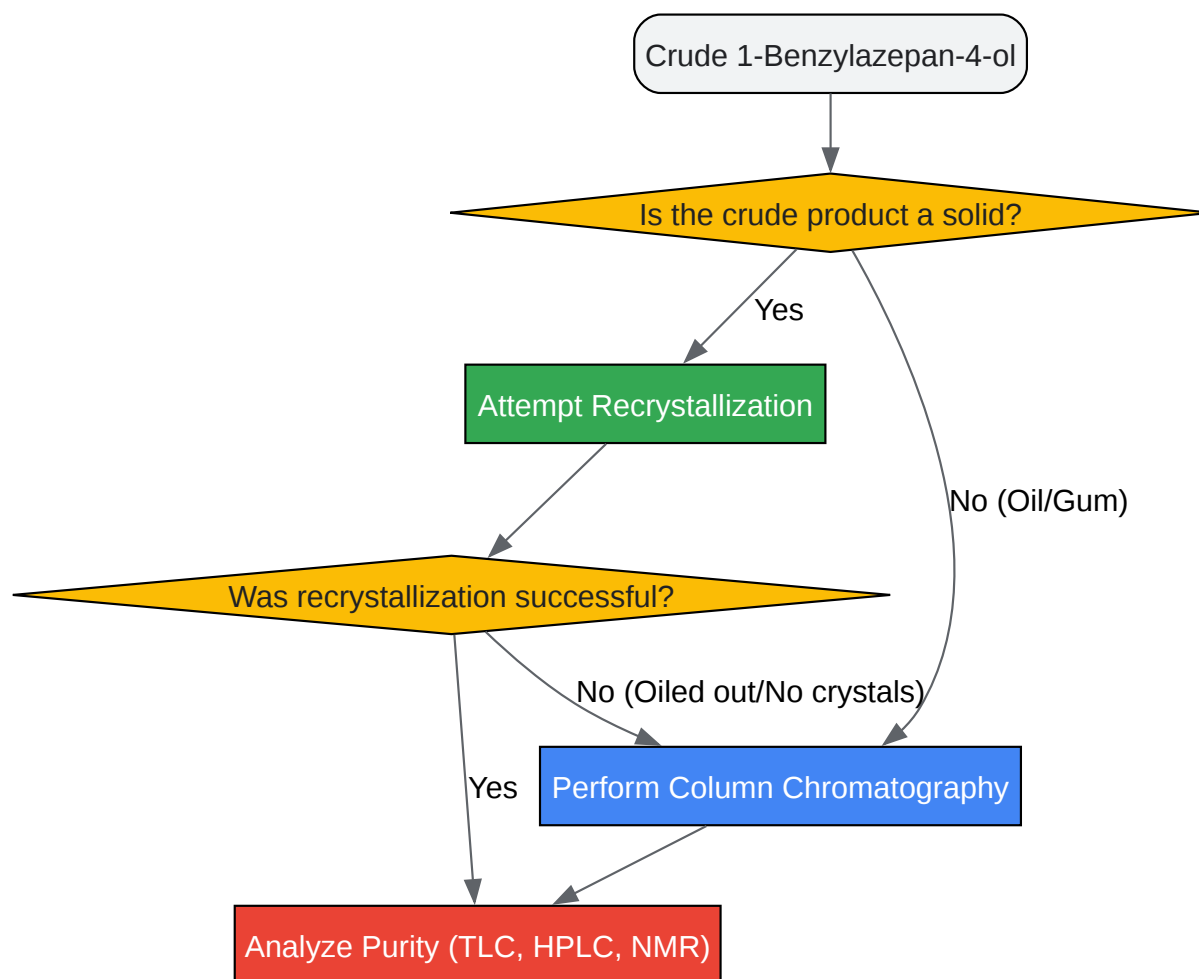 Crude 1-Benzylazepan-4-ol
Is the crude product a solid?
Yes
Attempt Recrystallization
No (Oil/Gum)
Was recrystallization successful?
No (Oiled out/No crystals)
Yes
Perform Column Chromatography
Analyze Purity (TLC, HPLC, NMR)